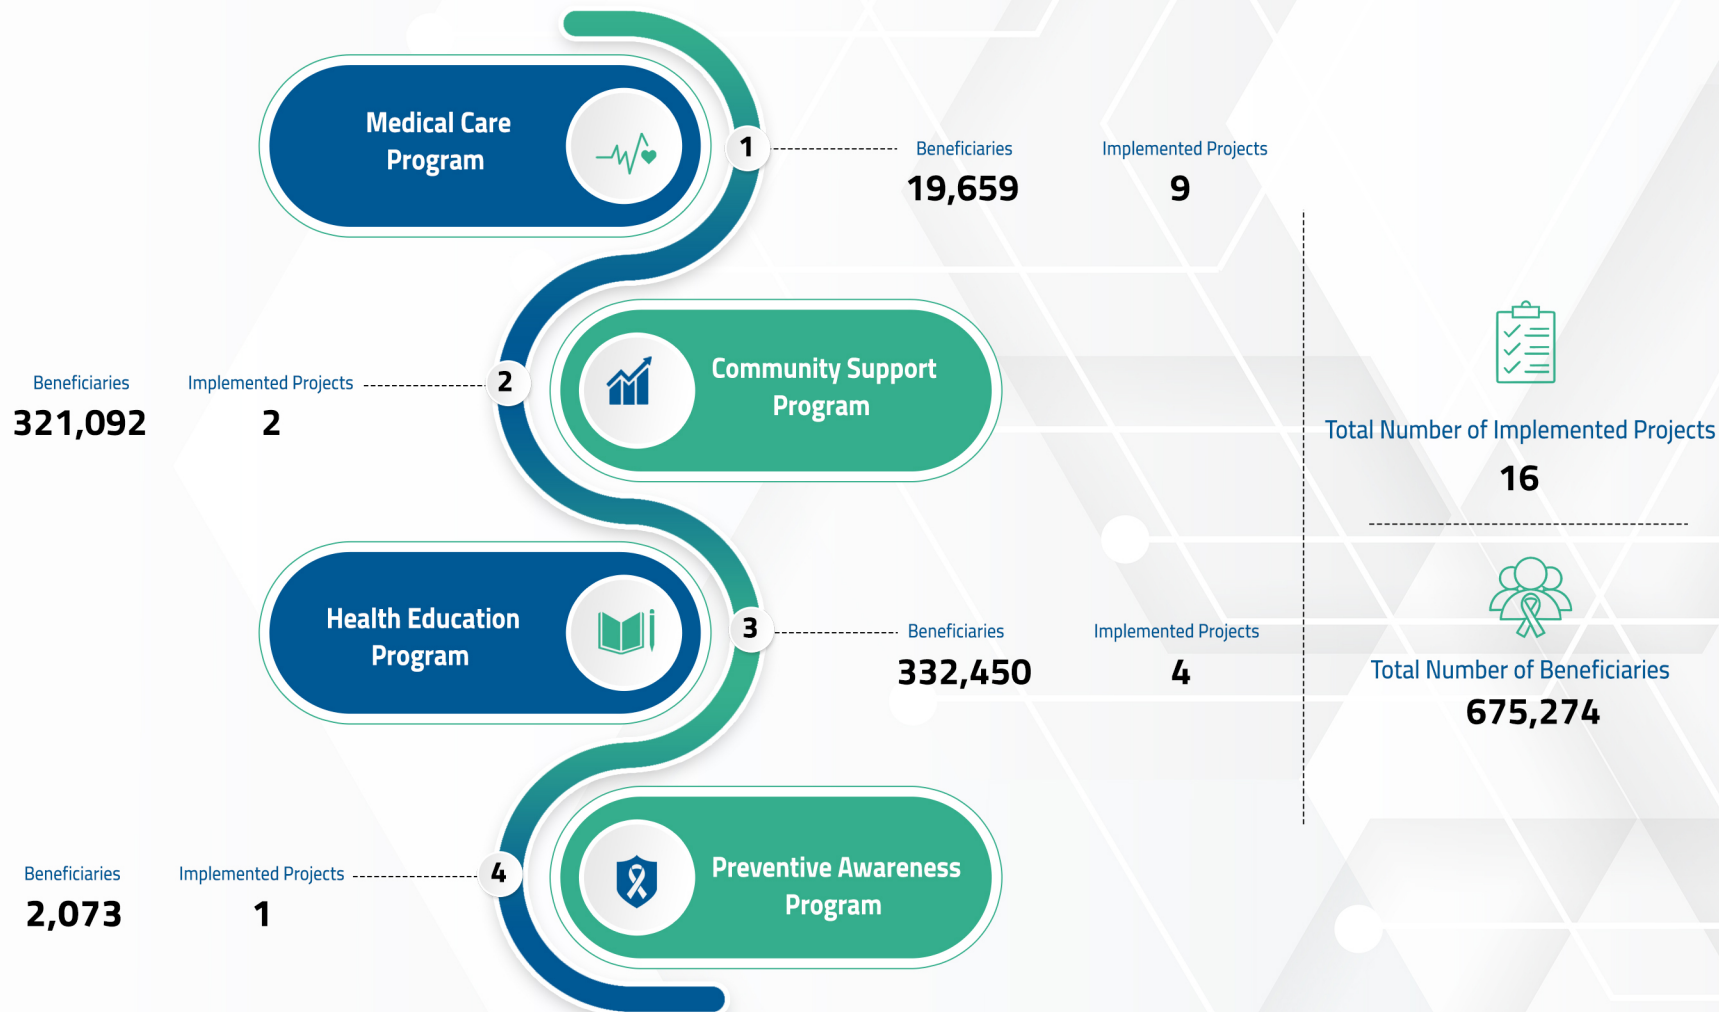 Medical Care
Program
1
Beneficiaries
Implemented Projects
19,659
9
Beneficiaries
Implemented Projects
321,092
2
2
Community Support
Program
Health Education
Program
3
Beneficiaries
Implemented Projects
332,450
4
Beneficiaries
Implemented Projects
2,073
1
4
Preventive Awareness
Program
Total Number of Implemented Projects
16
Total Number of Beneficiaries
675,274